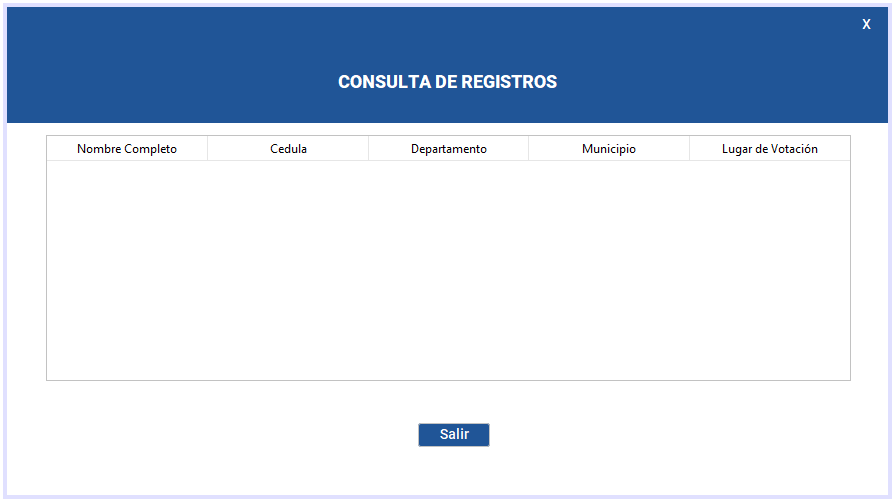 X
CONSULTA DE REGISTROS
Nombre Completo Cedula Departamento Municipio Lugar de Votación
Salir